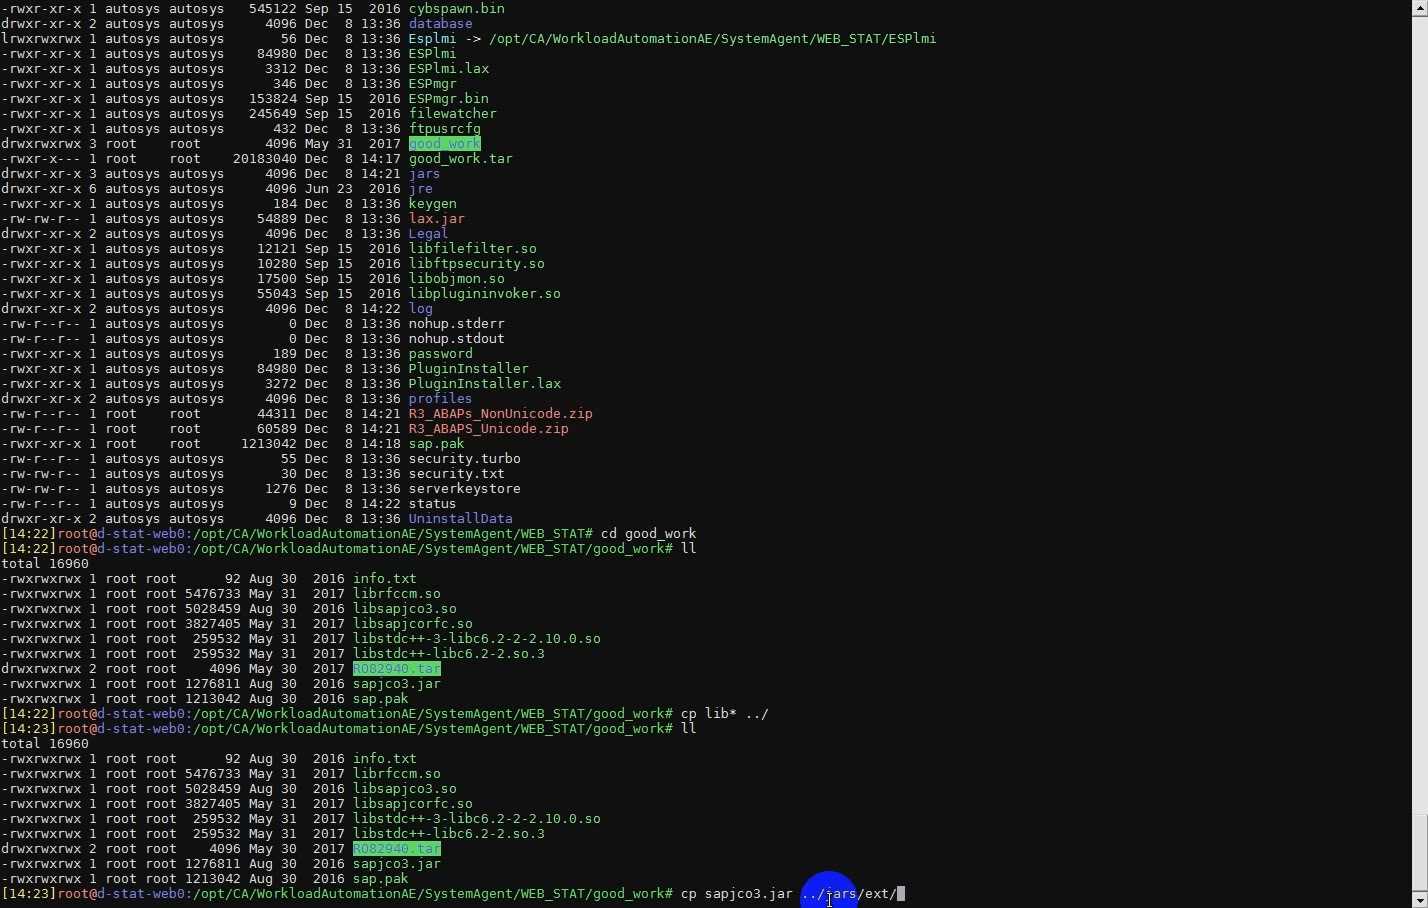 -rwxr-xr-x 1 autosys autosys   545122 Sep 15  2016 cybspawn.bin
drwxr-xr-x 2 autosys autosys     4096 Dec  8 13:36 database
lrwxrwxrwx 1 autosys autosys       56 Dec  8 13:36 Esplmi -> /opt/CA/WorkloadAutomationAE/SystemAgent/WEB_STAT/ESPlmi
-rwxr-xr-x 1 autosys autosys    84980 Dec  8 13:36 ESPlmi
-rwxr-xr-x 1 autosys autosys     3312 Dec  8 13:36 ESPlmi.lax
-rwxr-xr-x 1 autosys autosys      346 Dec  8 13:36 ESPmgr
-rwxr-xr-x 1 autosys autosys   153824 Sep 15  2016 ESPmgr.bin
-rwxr-xr-x 1 autosys autosys   245649 Sep 15  2016 filewatcher
-rwxr-xr-x 1 autosys autosys      432 Dec  8 13:36 ftpusrcfg
drwxrwxrwx 3 root    root        4096 May 31  2017 good_work
-rwxr-x--- 1 root    root    20183040 Dec  8 14:17 good_work.tar
drwxr-xr-x 3 autosys autosys     4096 Dec  8 14:21 jars
drwxr-xr-x 6 autosys autosys     4096 Jun 23  2016 jre
-rwxr-xr-x 1 autosys autosys      184 Dec  8 13:36 keygen
-rw-rw-r-- 1 autosys autosys    54889 Dec  8 13:36 lax.jar
drwxr-xr-x 2 autosys autosys     4096 Dec  8 13:36 Legal
-rwxr-xr-x 1 autosys autosys    12121 Sep 15  2016 libfilefilter.so
-rwxr-xr-x 1 autosys autosys    10280 Sep 15  2016 libftpsecurity.so
-rwxr-xr-x 1 autosys autosys    17500 Sep 15  2016 libobjmon.so
-rwxr-xr-x 1 autosys autosys    55043 Sep 15  2016 libplugininvoker.so
drwxr-xr-x 2 autosys autosys     4096 Dec  8 14:22 log
-rw-r--r-- 1 autosys autosys        0 Dec  8 13:36 nohup.stderr
-rw-r--r-- 1 autosys autosys        0 Dec  8 13:36 nohup.stdout
-rwxr-xr-x 1 autosys autosys      189 Dec  8 13:36 password
-rwxr-xr-x 1 autosys autosys    84980 Dec  8 13:36 PluginInstaller
-rwxr-xr-x 1 autosys autosys     3272 Dec  8 13:36 PluginInstaller.lax
drwxr-xr-x 2 autosys autosys     4096 Dec  8 13:36 profiles
-rw-r--r-- 1 root    root       44311 Dec  8 14:21 R3_ABAPs_NonUnicode.zip
-rw-r--r-- 1 root    root       60589 Dec  8 14:21 R3_ABAPS_Unicode.zip
-rwxr-xr-x 1 root    root     1213042 Dec  8 14:18 sap.pak
-rw-r--r-- 1 autosys autosys       55 Dec  8 13:36 security.turbo
-rw-rw-r-- 1 autosys autosys       30 Dec  8 13:36 security.txt
-rw-rw-r-- 1 autosys autosys     1276 Dec  8 13:36 serverkeystore
-rw-r--r-- 1 autosys autosys        9 Dec  8 14:22 status
drwxr-xr-x 2 autosys autosys     4096 Dec  8 13:36 UninstallData
[14:22]root@d-stat-web0:/opt/CA/WorkloadAutomationAE/SystemAgent/WEB_STAT# cd good_work
[14:22]root@d-stat-web0:/opt/CA/WorkloadAutomationAE/SystemAgent/WEB_STAT/good_work# ll
total 16960
-rwxrwxrwx 1 root root      92 Aug 30  2016 info.txt
-rwxrwxrwx 1 root root 5476733 May 31  2017 librfccm.so
-rwxrwxrwx 1 root root 5028459 Aug 30  2016 libsapjco3.so
-rwxrwxrwx 1 root root 3827405 May 31  2017 libsapjcorfc.so
-rwxrwxrwx 1 root root  259532 May 31  2017 libstdc++-3-libc6.2-2-2.10.0.so
-rwxrwxrwx 1 root root  259532 May 31  2017 libstdc++-libc6.2-2.so.3
drwxrwxrwx 2 root root    4096 May 30  2017 RO82940.tar
-rwxrwxrwx 1 root root 1276811 Aug 30  2016 sapjco3.jar
-rwxrwxrwx 1 root root 1213042 Aug 30  2016 sap.pak
[14:22]root@d-stat-web0:/opt/CA/WorkloadAutomationAE/SystemAgent/WEB_STAT/good_work# cp lib* ../
[14:23]root@d-stat-web0:/opt/CA/WorkloadAutomationAE/SystemAgent/WEB_STAT/good_work# ll
total 16960
-rwxrwxrwx 1 root root      92 Aug 30  2016 info.txt
-rwxrwxrwx 1 root root 5476733 May 31  2017 librfccm.so
-rwxrwxrwx 1 root root 5028459 Aug 30  2016 libsapjco3.so
-rwxrwxrwx 1 root root 3827405 May 31  2017 libsapjcorfc.so
-rwxrwxrwx 1 root root  259532 May 31  2017 libstdc++-3-libc6.2-2-2.10.0.so
-rwxrwxrwx 1 root root  259532 May 31  2017 libstdc++-libc6.2-2.so.3
drwxrwxrwx 2 root root    4096 May 30  2017 RO82940.tar
-rwxrwxrwx 1 root root 1276811 Aug 30  2016 sapjco3.jar
-rwxrwxrwx 1 root root 1213042 Aug 30  2016 sap.pak
[14:23]root@d-stat-web0:/opt/CA/WorkloadAutomationAE/SystemAgent/WEB_STAT/good_work# cp sapjco3.jar ../jars/ext/